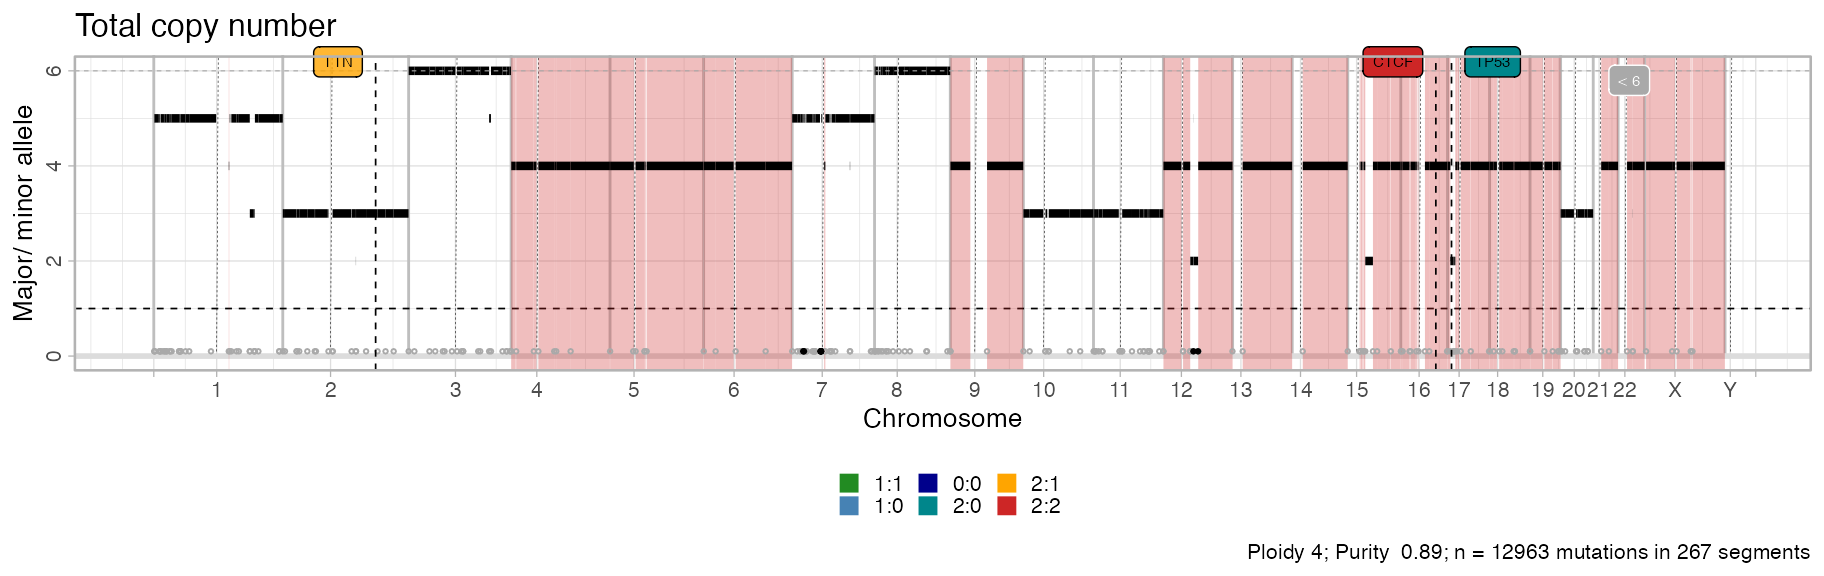 Total copy number
TTN
CTCF
TP53
< 6
Major/ minor allele
6
4
2
0
1 2 3 4 5 6 7 8 9 10 11 12 13 14 15 16 17 18 19 20 21 22 X Y
Chromosome
1:1 0:0 2:1
1:0 2:0 2:2
Ploidy 4; Purity 0.89; n = 12963 mutations in 267 segments